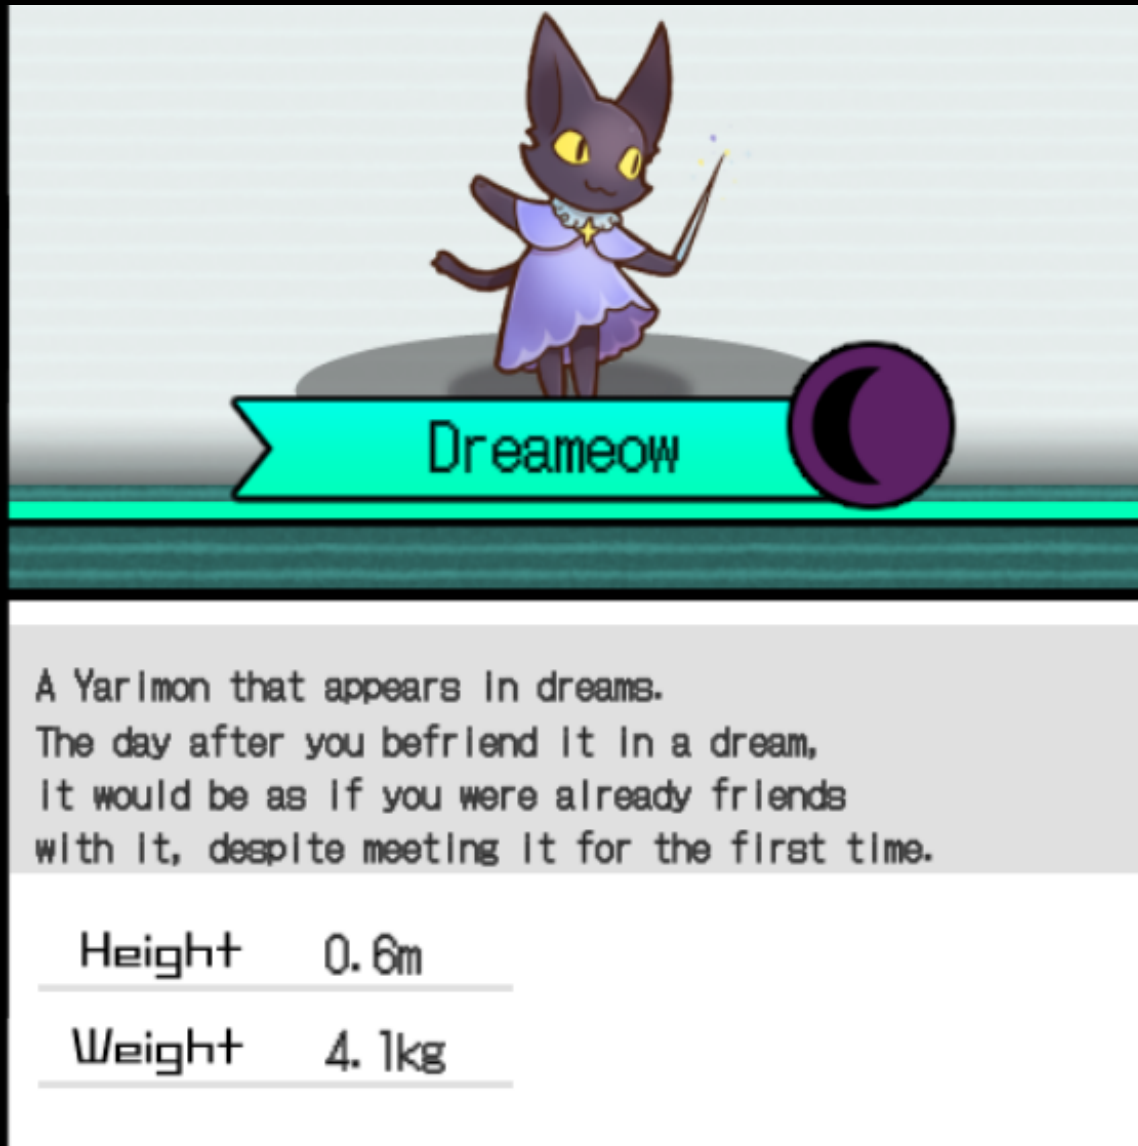 Dreameow
A Yarimon that appears in dreams.
The day after you befriend it in a dream,
it would be as if you were already friends
with it, despite meeting it for the first time.
Height 0.6m
Weight 4.1kg